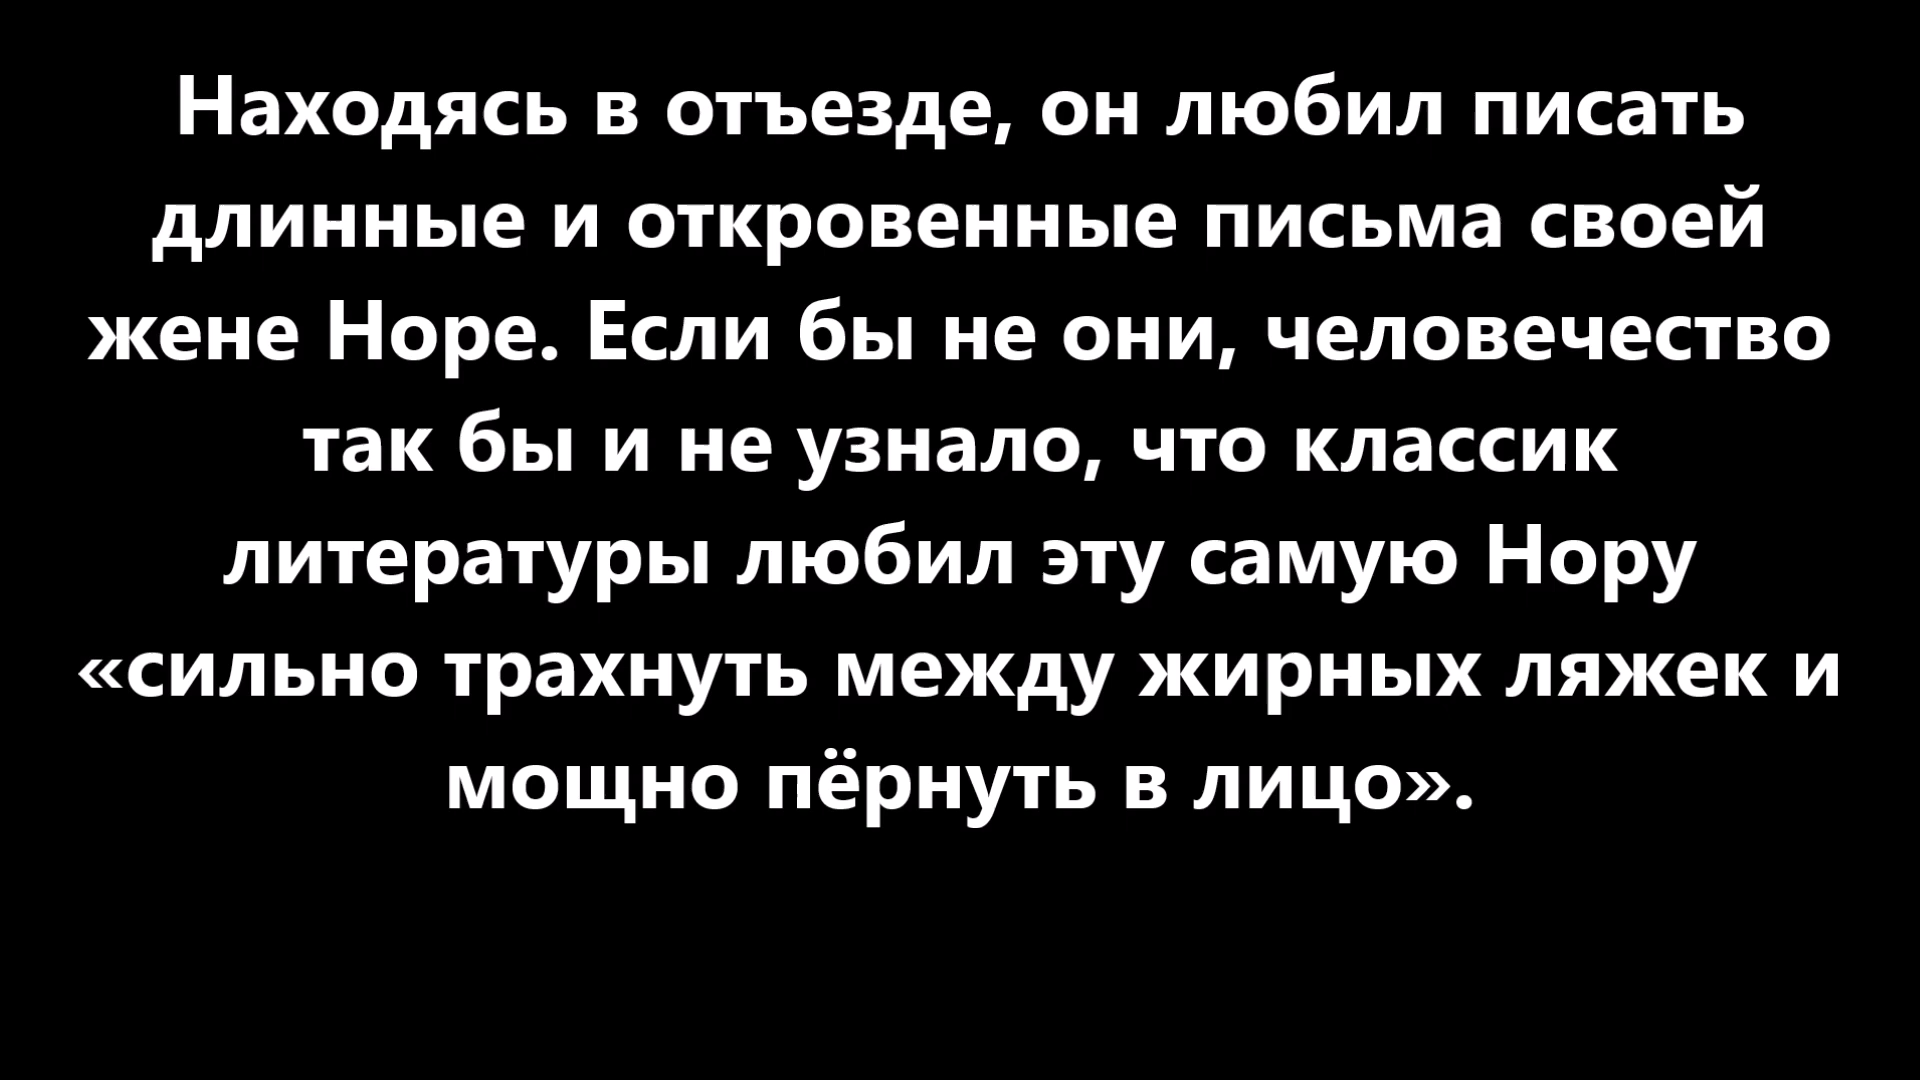 Находясь в отъезде, он любил писать
длинные и откровенные письма своей
жене Норе. Если бы не они, человечество
так бы и не узнало, что классик
литературы любил эту самую Нору
«сильно трахнуть между жирных ляжек и
мощно пёрнуть в лицо».